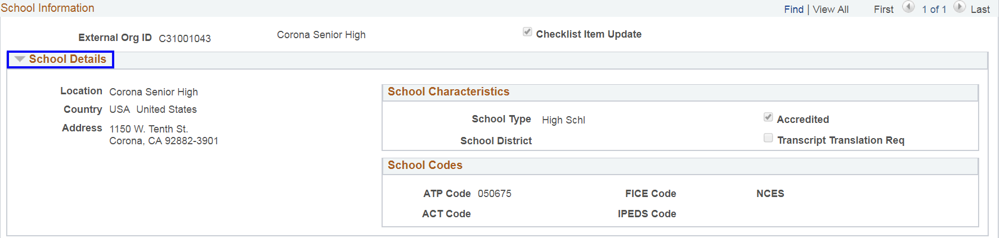 School Information
Find | View All First 1 of 1 Last
External Org ID C31001043 Corona Senior High Checklist Item Update
School Details
Location Corona Senior High
Country USA United States
Address 1150 W. Tenth St.
Corona, CA 92882-3901
School Characteristics
School Type High Schl Accredited
School District Transcript Translation Req
School Codes
ATP Code 050675 FICE Code NCES
ACT Code IPEDS Code